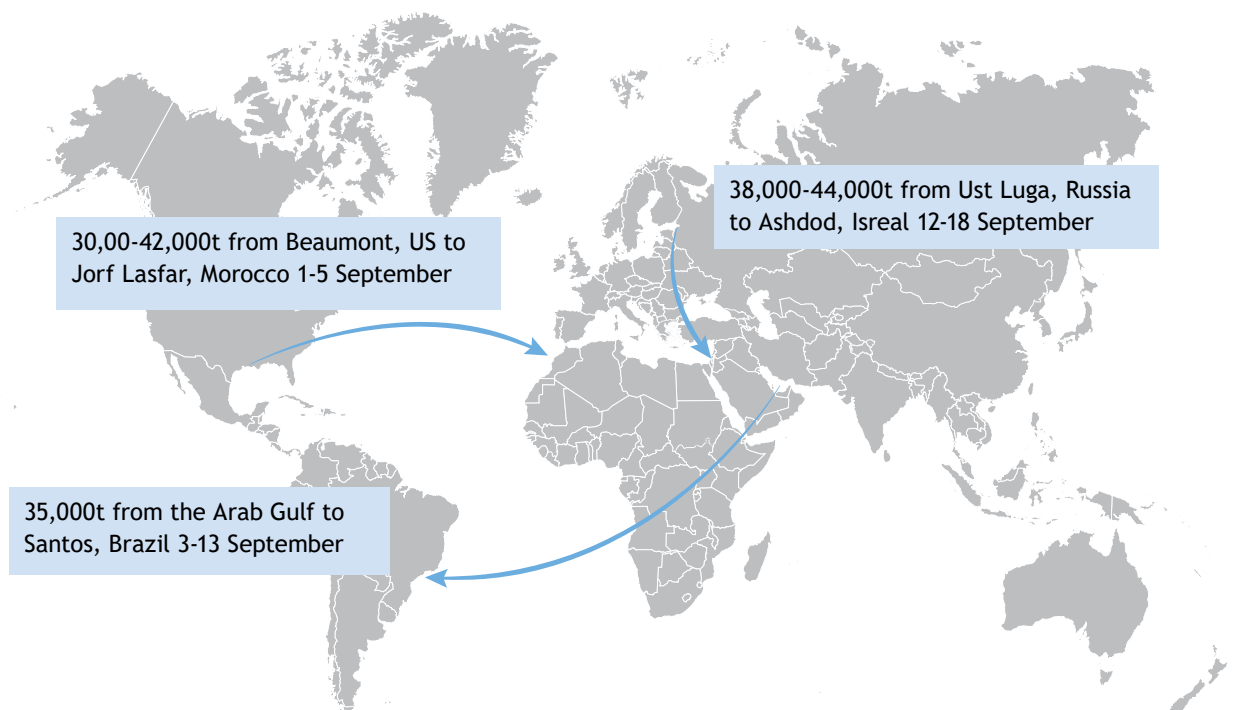 38,000-44,000t from Ust Luga, Russia
to Ashdod, Isreal 12-18 September
30,00-42,000t from Beaumont, US to
Jorf Lasfar, Morocco 1-5 September
35,000t from the Arab Gulf to
Santos, Brazil 3-13 September